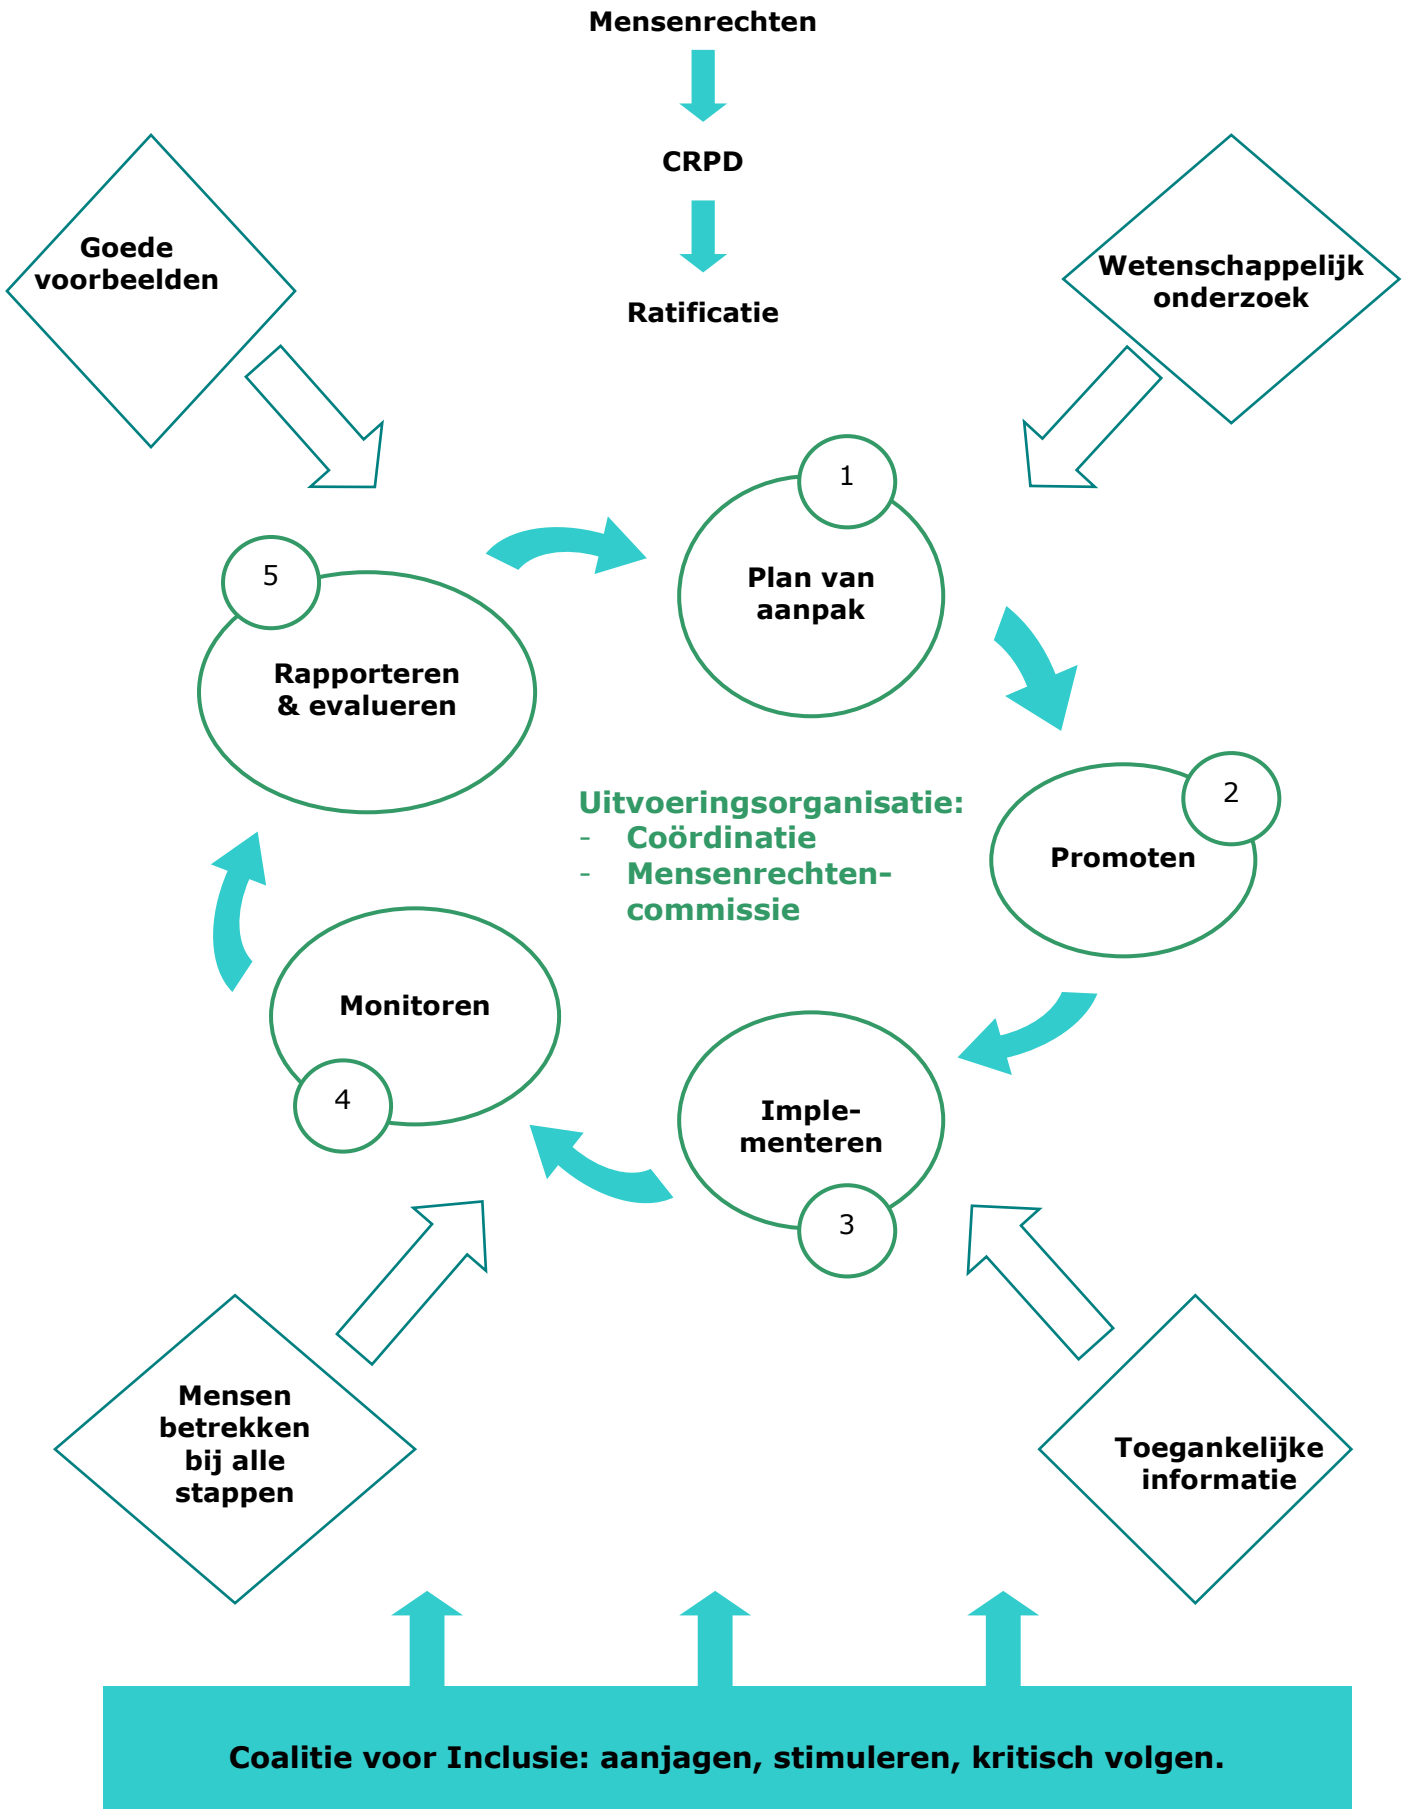 Mensenrechten
CRPD
Ratificatie
Goede
voorbeelden
Wetenschappelijk
onderzoek
1
Plan van
aanpak
5
Rapporteren
& evalueren
2
Promoten
Uitvoeringsorganisatie:
- Coördinatie
- Mensenrechten-
commissie
Monitoren
4
Imple-
menteren
3
Mensen
betrekken
bij alle
stappen
Toegankelijke
informatie
Coalitie voor Inclusie: aanjagen, stimuleren, kritisch volgen.